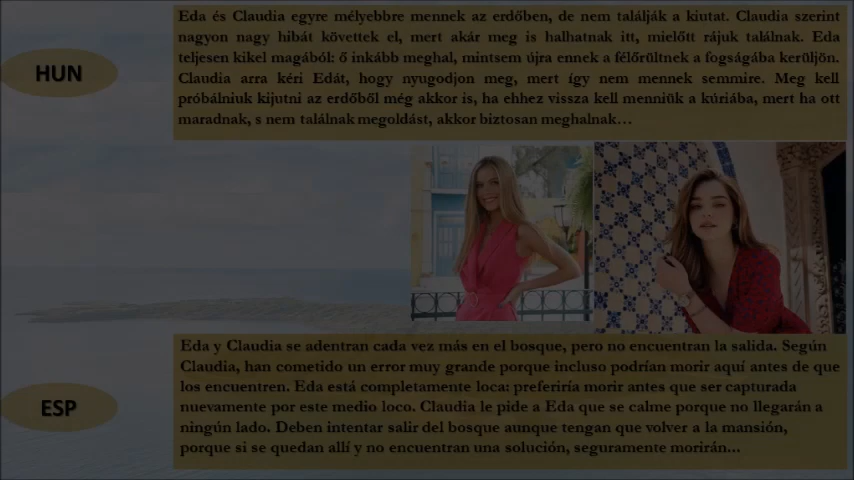 HUN
Eda és Claudia egyre mélyebbre mennek az erdőben, de nem találják a kiutat. Claudia szerint
nagyon nagy hibát követtek el, mert akár meg is halhatnak itt, mielőtt rájuk találnak. Eda
teljesen kikel magából: ő inkább meghal, mintsem újra ennek a félőrültnek a fogságába kerüljön.
Claudia arra kéri Edát, hogy nyugodjon meg, mert így nem mennek semmire. Meg kell
próbálniuk kijutni az erdőből még akkor is, ha ehhez vissza kell menniük a kúriába, mert ha ott
maradnak, s nem találnak megoldást, akkor biztosan meghalnak…
ESP
Eda y Claudia se adentran cada vez más en el bosque, pero no encuentran la salida. Según
Claudia, han cometido un error muy grande porque incluso podrían morir aquí antes de que
los encuentren. Eda está completamente loca: preferiría morir antes que ser capturada
nuevamente por este medio loco. Claudia le pide a Eda que se calme porque no llegarán a
ningún lado. Deben intentar salir del bosque aunque tengan que volver a la mansión,
porque si se quedan allí y no encuentran una solución, seguramente morirán...